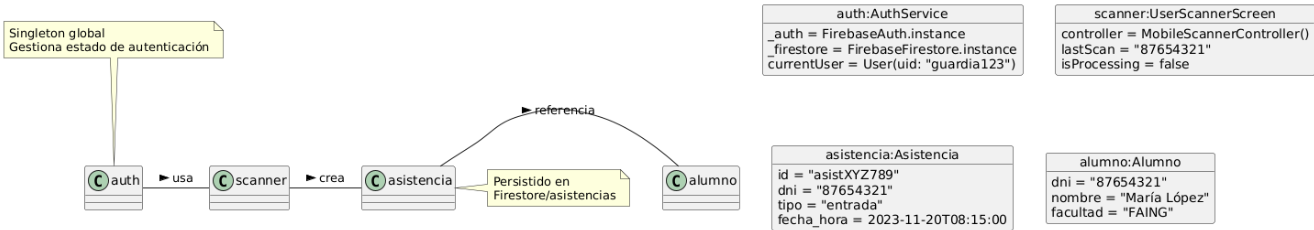 Singleton global
Gestiona estado de autenticación
auth:AuthService
_auth = FirebaseAuth.instance
_firestore = FirebaseFirestore.instance
currentUser = User(uid: "guardia123")
scanner:UserScannerScreen
controller = MobileScannerController()
lastScan = "87654321"
isProcessing = false
referencia
C auth
usa
C scanner
crea
C asistencia
Persistido en
Firestore/asistencias
C alumno
asistencia:Asistencia
id = "asistXYZ789"
dni = "87654321"
tipo = "entrada"
fecha_hora = 2023-11-20T08:15:00
alumno:Alumno
dni = "87654321"
nombre = "María López"
facultad = "FAING"